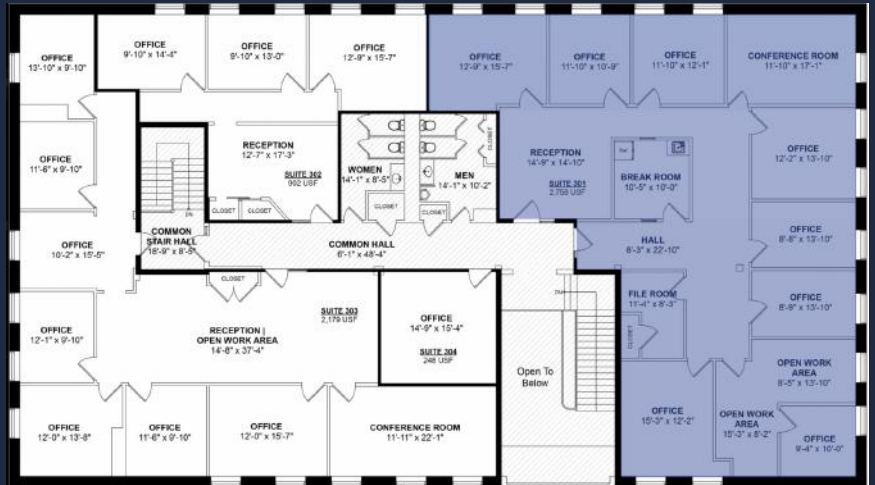 OFFICE
13'-10" x 9'-10"
OFFICE
9'-10" x 14'-4"
OFFICE
9'-10" x 13'-0"
OFFICE
12'-9" x 15'-7"
OFFICE
12'-9" x 15'-7"
OFFICE
11'-10" x 10'-9"
OFFICE
11'-10" x 12'-1"
CONFERENCE ROOM
11'-10" x 17'-1"
OFFICE
11'-6" x 9'-10"
RECEPTION
12'-7" x 17'-3"
SUITE 302
902 USF
CLOSET
CLOSET
WOMEN
14'-1" x 8'-5"
CLOSET
MEN
14'-1" x 10'-2"
CLOSET
CLOSET
RECEPTION
14'-9" x 14'-10"
SUITE 301
2,759 USF
Ref
BREAK ROOM
10'-5" x 10'-0"
OFFICE
12'-2" x 13'-10"
OFFICE
10'-2" x 15'-5"
DN
COMMON
STAIR HALL
18'-9" x 8'-5"
COMMON HALL
6'-1" x 48'-4"
HALL
6'-3" x 22'-10"
OFFICE
8'-8" x 13'-10"
CLOSET
OFFICE
12'-1" x 9'-10"
RECEPTION |
OPEN WORK AREA
14'-8" x 37'-4"
SUITE 303
2,179 USF
OFFICE
14'-9" x 15'-4"
SUITE 304
248 USF
DN
FILE ROOM
11'-4" x 8'-3"
CLOSET
OFFICE
8'-9" x 13'-10"
Open To
Below
OPEN WORK
AREA
8'-5" x 13'-10"
OFFICE
12'-0" x 13'-8"
OFFICE
11'-6" x 9'-10"
OFFICE
12'-0" x 15'-7"
CONFERENCE ROOM
11'-11" x 22'-1"
OFFICE
15'-3" x 12'-2"
OPEN WORK
AREA
15'-3" x 8'-2"
OFFICE
9'-4" x 10'-0"